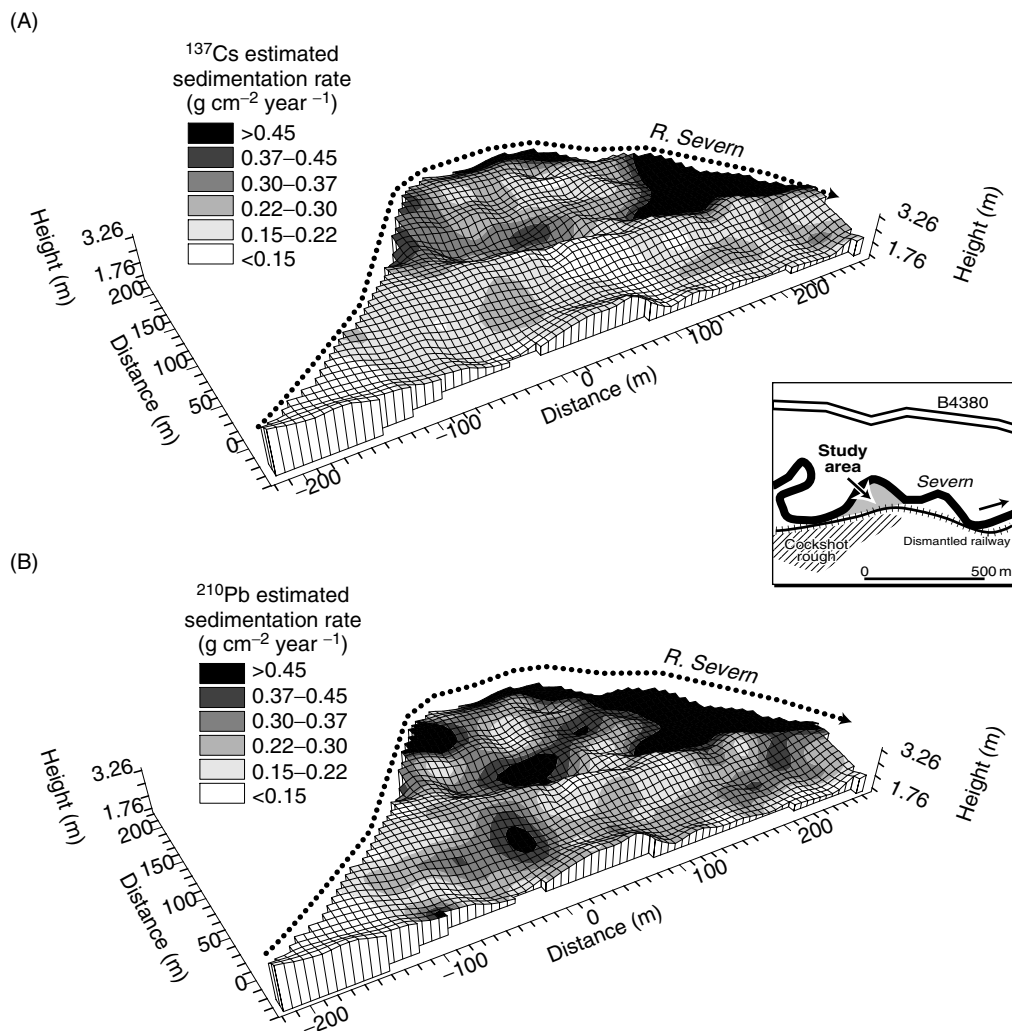 (A)
¹³⁷Cs estimated
sedimentation rate
(g cm⁻² year ⁻¹)
>0.45
0.37–0.45
0.30–0.37
0.22–0.30
0.15–0.22
<0.15
R. Severn
Height (m)
3.26
1.76
Distance (m)
200
150
100
50
0
−200
−100
0
100
200
Distance (m)
3.26
1.76
Height (m)
B4380
Study
area
Severn
Cockshot
rough
Dismantled railway
0 500 m
(B)
²¹⁰Pb estimated
sedimentation rate
(g cm⁻² year ⁻¹)
>0.45
0.37–0.45
0.30–0.37
0.22–0.30
0.15–0.22
<0.15
R. Severn
Height (m)
3.26
1.76
Distance (m)
200
150
100
50
0
−200
−100
0
100
200
Distance (m)
3.26
1.76
Height (m)